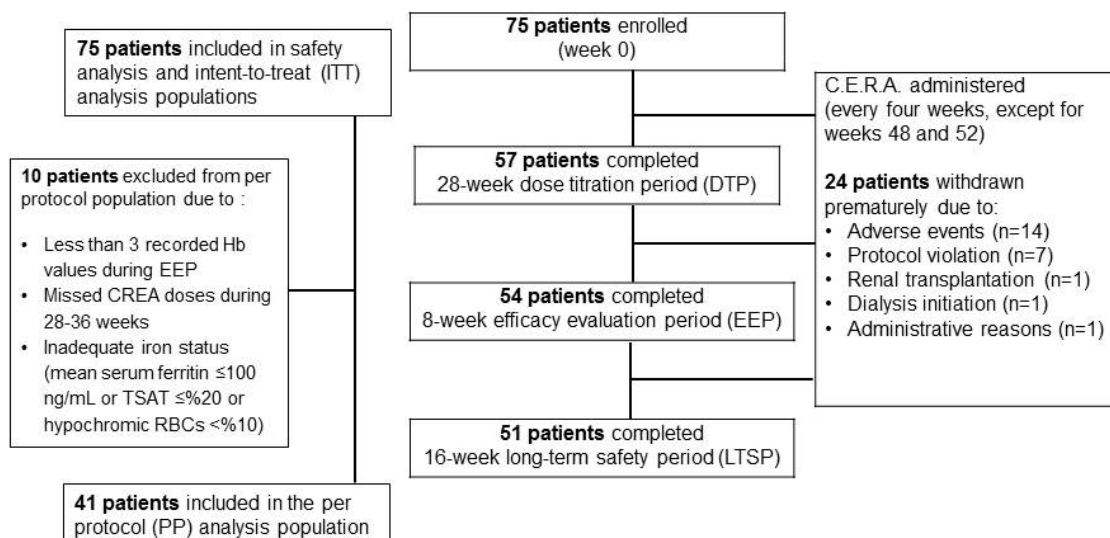 75 patients included in safety
analysis and intent-to-treat (ITT)
analysis populations
10 patients excluded from per
protocol population due to :
• Less than 3 recorded Hb
values during EEP
• Missed CREA doses during
28-36 weeks
• Inadequate iron status
(mean serum ferritin ≤100
ng/mL or TSAT ≤%20 or
hypochromic RBCs <%10)
41 patients included in the per
protocol (PP) analysis population
75 patients enrolled
(week 0)
57 patients completed
28-week dose titration period (DTP)
54 patients completed
8-week efficacy evaluation period (EEP)
51 patients completed
16-week long-term safety period (LTSP)
C.E.R.A. administered
(every four weeks, except for
weeks 48 and 52)
24 patients withdrawn
prematurely due to:
• Adverse events (n=14)
• Protocol violation (n=7)
• Renal transplantation (n=1)
• Dialysis initiation (n=1)
• Administrative reasons (n=1)